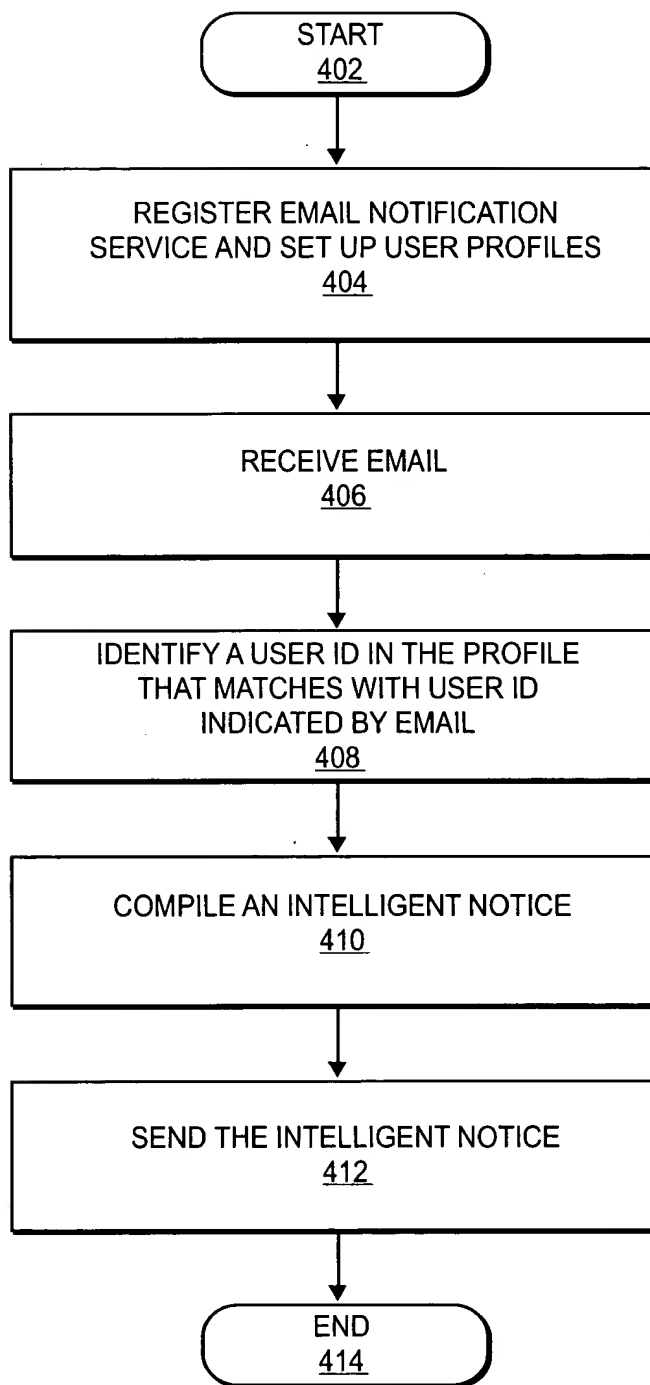 START
402
REGISTER EMAIL NOTIFICATION
SERVICE AND SET UP USER PROFILES
404
RECEIVE EMAIL
406
IDENTIFY A USER ID IN THE PROFILE
THAT MATCHES WITH USER ID
INDICATED BY EMAIL
408
COMPILE AN INTELLIGENT NOTICE
410
SEND THE INTELLIGENT NOTICE
412
END
414